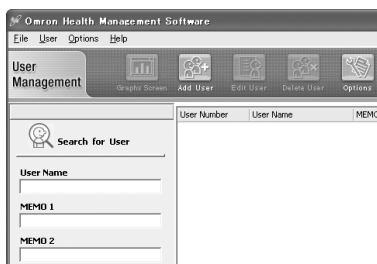 Omron Health Management Software
File User Options Help
User
Management
Graphs Screen Add User Edit User Delete User Options
User Number User Name MEMO
Search for User
User Name
MEMO 1
MEMO 2